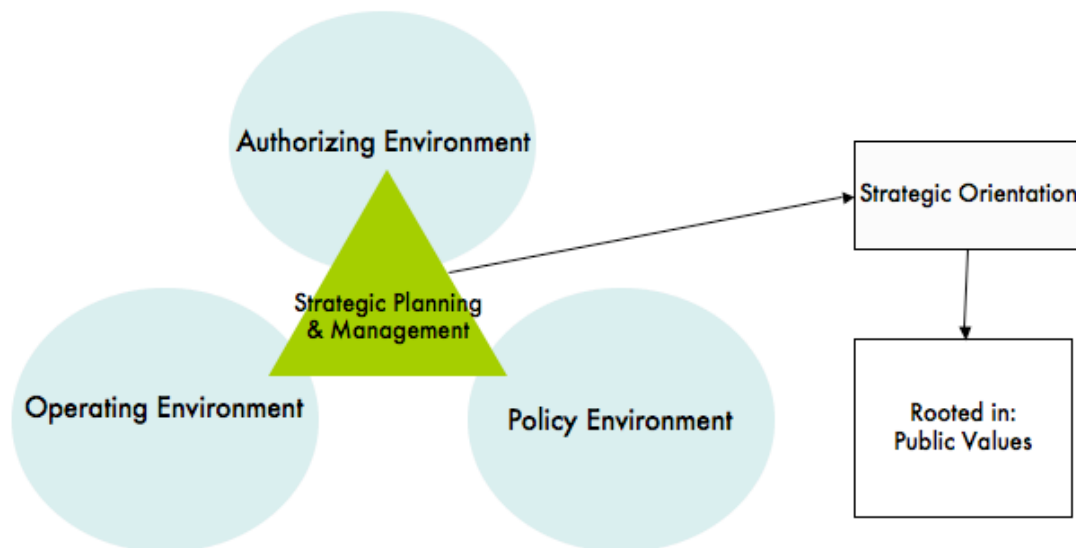 Authorizing Environment
Strategic Orientation
Strategic Planning
& Management
Operating Environment
Policy Environment
Rooted in:
Public Values